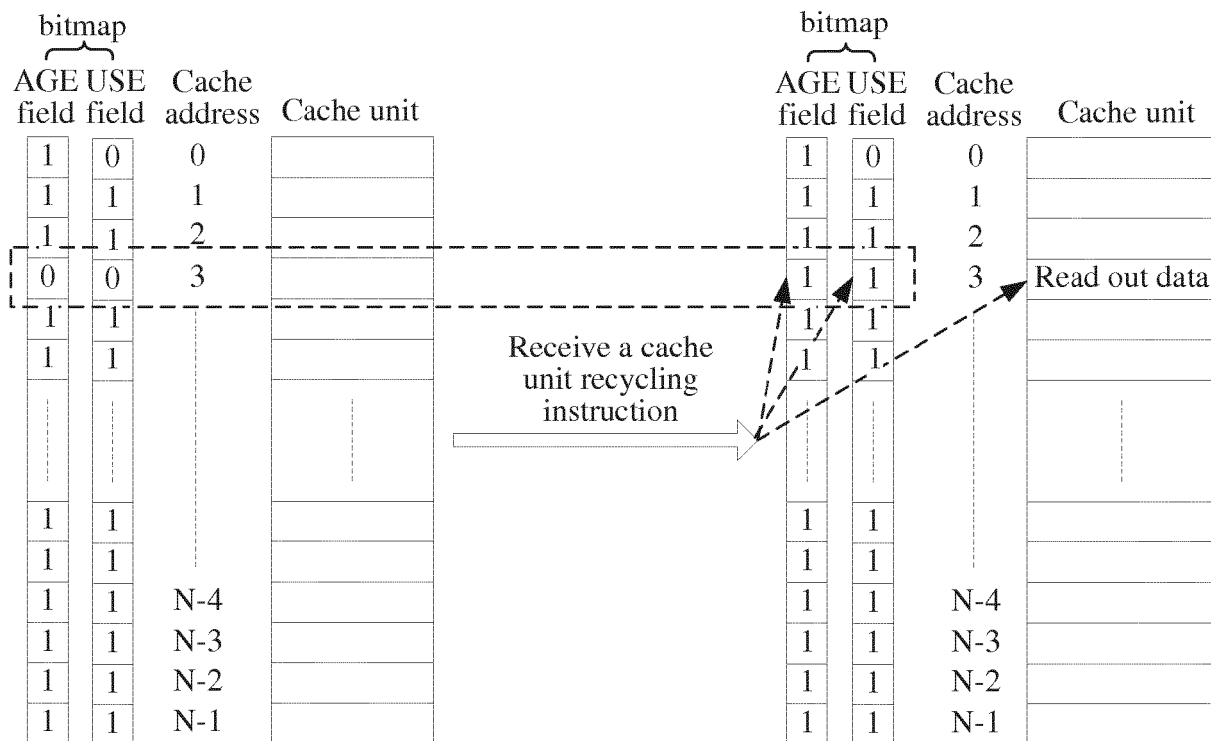 bitmap
AGE USE Cache
field field address Cache unit
1 0 0
1 1 1
1 1 2
0 0 3
1 1
1 1
1 1
1 1
1 1 N-4
1 1 N-3
1 1 N-2
1 1 N-1
Receive a cache
unit recycling
instruction
bitmap
AGE USE Cache
field field address Cache unit
1 0 0
1 1 1
1 1 2
1 1 3 Read out data
1 1
1 1
1 1
1 1
1 1 N-4
1 1 N-3
1 1 N-2
1 1 N-1